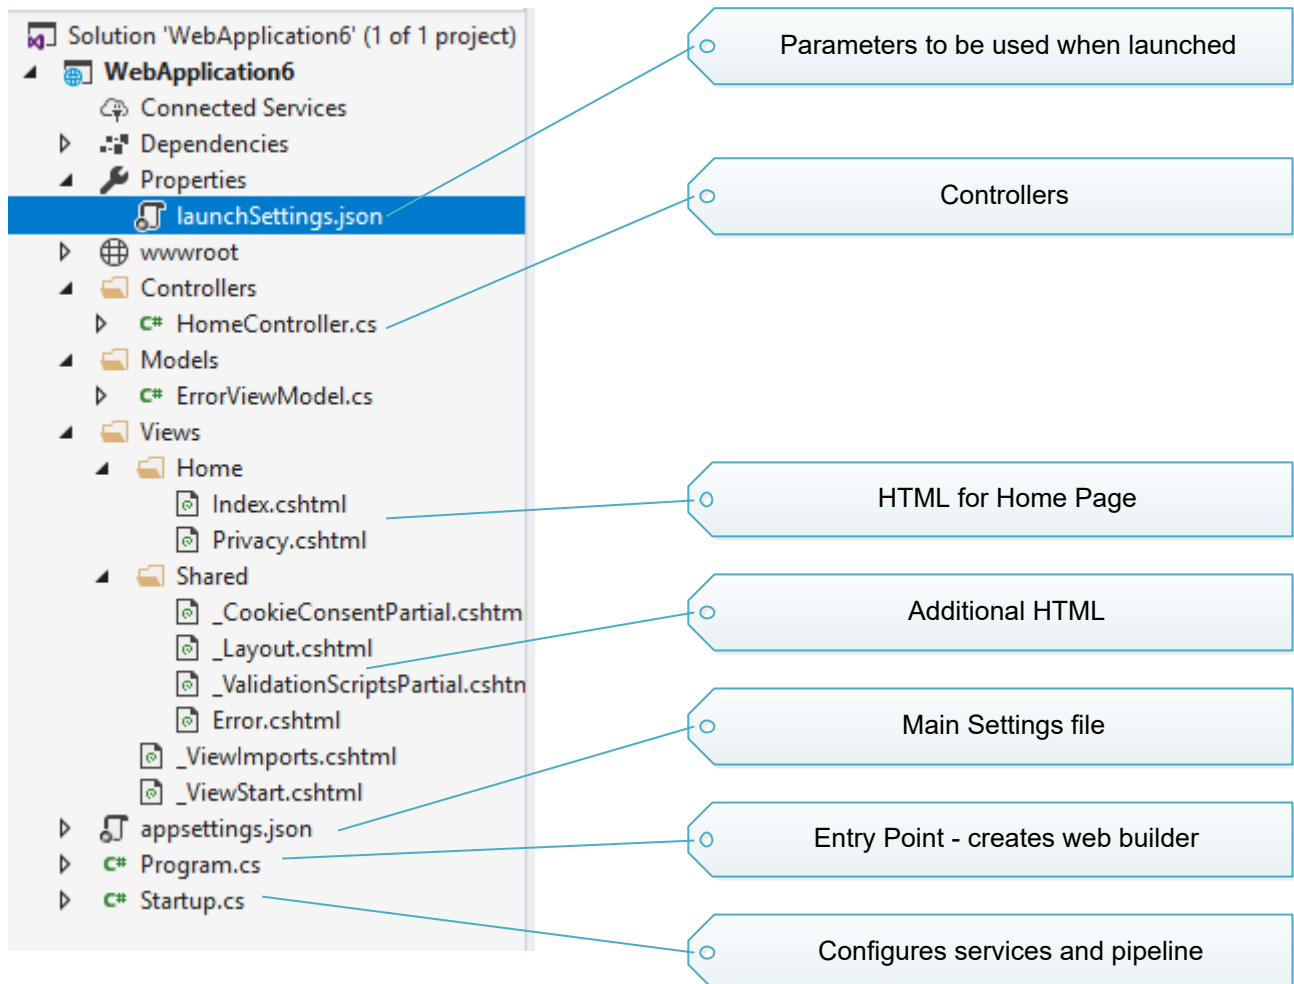 Solution 'WebApplication6' (1 of 1 project)
WebApplication6
Connected Services
Dependencies
Properties
launchSettings.json
wwwroot
Controllers
C# HomeController.cs
Models
C# ErrorViewModel.cs
Views
Home
Index.cshtml
Privacy.cshtml
Shared
_CookieConsentPartial.cshtm
_Layout.cshtml
_ValidationScriptsPartial.cshtn
Error.cshtml
_ViewImports.cshtml
_ViewStart.cshtml
appsettings.json
C# Program.cs
C# Startup.cs
Parameters to be used when launched
Controllers
HTML for Home Page
Additional HTML
Main Settings file
Entry Point - creates web builder
Configures services and pipeline